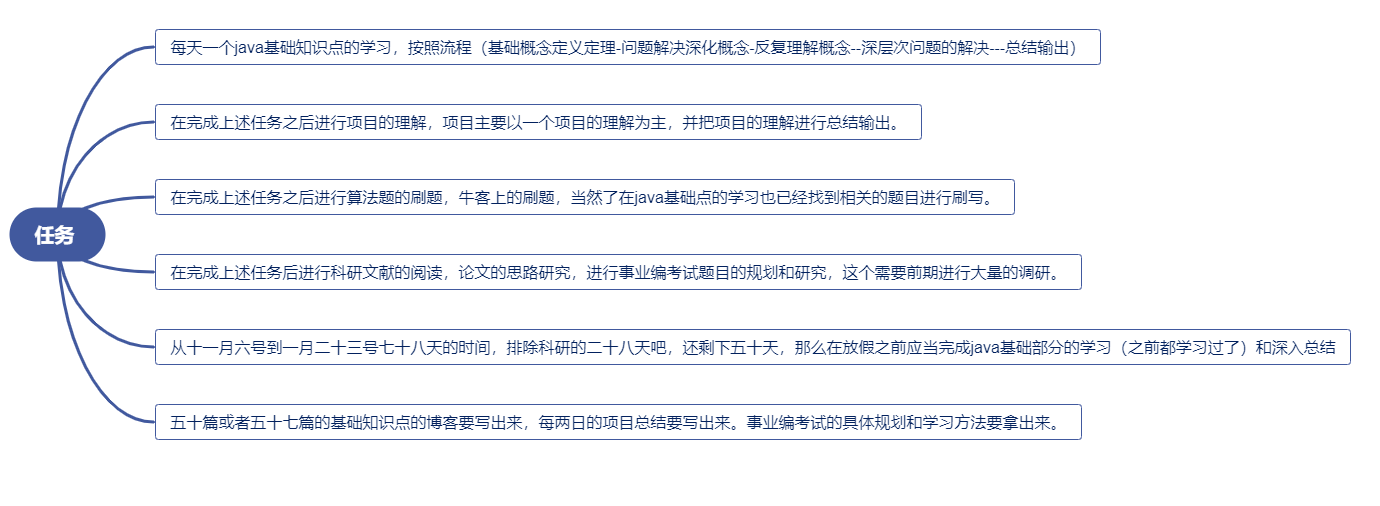 每天一个java基础知识点的学习，按照流程（基础概念定义定理-问题解决深化概念-反复理解概念--深层次问题的解决---总结输出）
在完成上述任务之后进行项目的理解，项目主要以一个项目的理解为主，并把项目的理解进行总结输出。
在完成上述任务之后进行算法题的刷题，牛客上的刷题，当然了在java基础点的学习也已经找到相关的题目进行刷写。
任务
在完成上述任务后进行科研文献的阅读，论文的思路研究，进行事业编考试题目的规划和研究，这个需要前期进行大量的调研。
从十一月六号到一月二十三号七十八天的时间，排除科研的二十八天吧，还剩下五十天，那么在放假之前应当完成java基础部分的学习（之前都学习过了）和深入总结
五十篇或者五十七篇的基础知识点的博客要写出来，每两日的项目总结要写出来。事业编考试的具体规划和学习方法要拿出来。